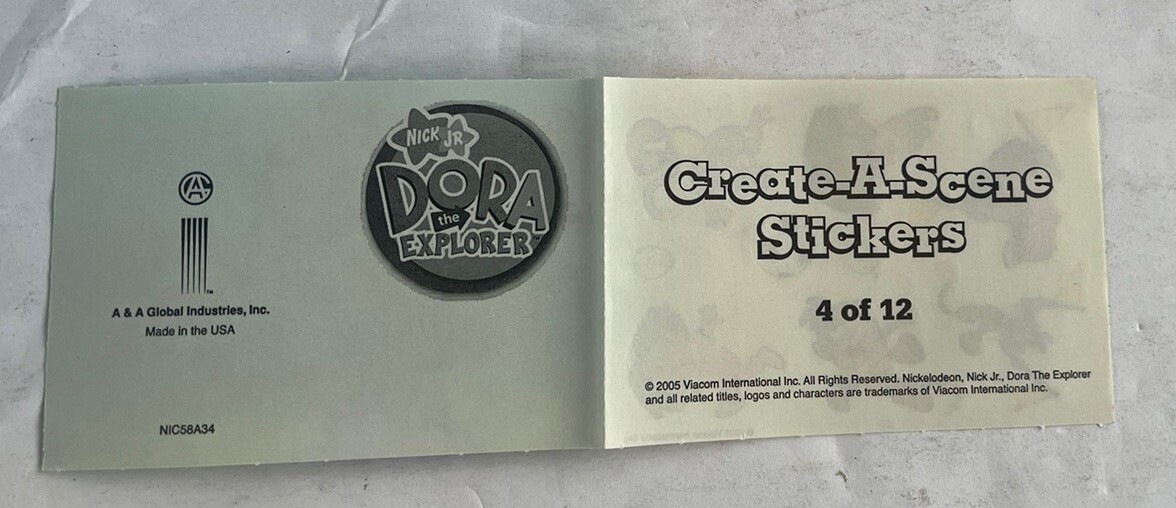 NICK JR
DORA
the
EXPLORER
A & A Global Industries, Inc.
Made in the USA
NIC58A34
Create-A-Scene
Stickers
4 of 12
© 2005 Viacom International Inc. All Rights Reserved. Nickelodeon, Nick Jr., Dora The Explorer
and all related titles, logos and characters are trademarks of Viacom International Inc.